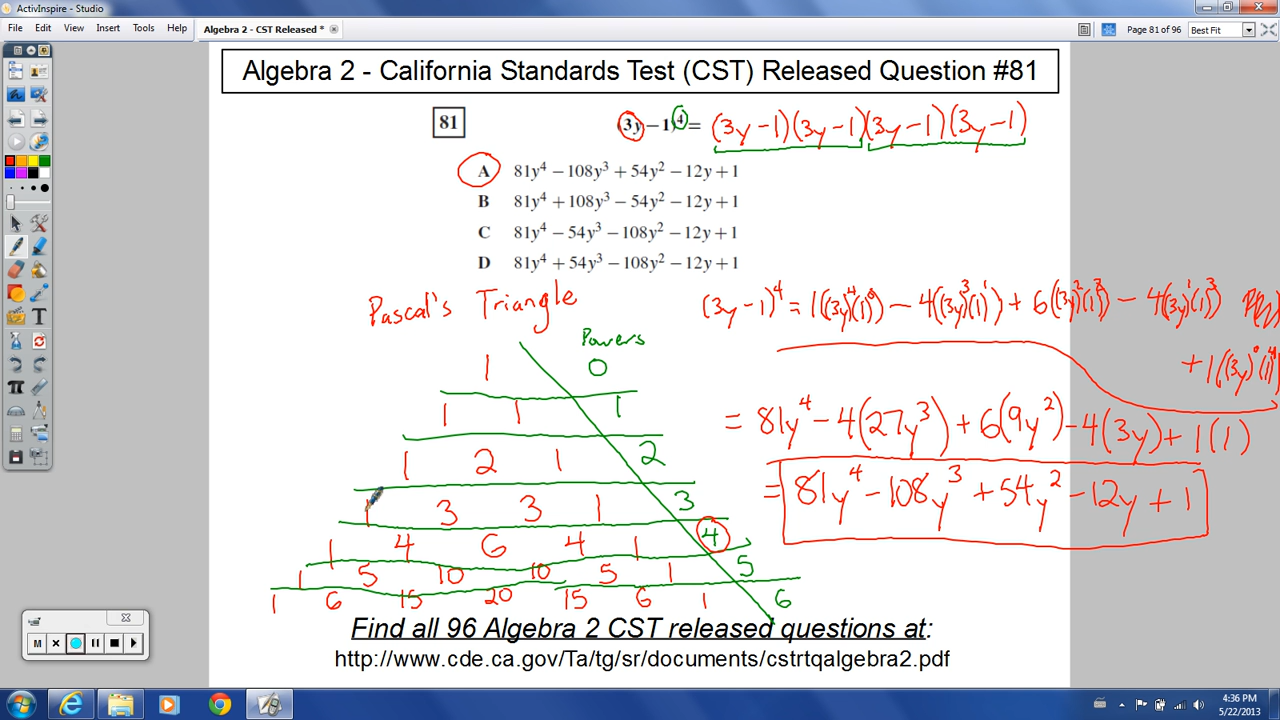 ActivInspire - Studio
File Edit View Insert Tools Help
Algebra 2 - CST Released *
Page 81 of 96
Best Fit
Algebra 2 - California Standards Test (CST) Released Question #81
81 (3y − 1)⁴ = (3y − 1)(3y − 1)(3y − 1)(3y − 1)
A 81y⁴ − 108y³ + 54y² − 12y + 1
B 81y⁴ + 108y³ − 54y² − 12y + 1
C 81y⁴ − 54y³ − 108y² − 12y + 1
D 81y⁴ + 54y³ − 108y² − 12y + 1
Pascal's Triangle
Powers
1 0
1 1 1
1 2 1 2
1 3 3 1 3
1 4 6 4 1 4
1 5 10 10 5 1 5
1 6 15 20 15 6 1 6
(3y − 1)⁴ = 1((3y)⁴(1)⁰) − 4((3y)³(1)¹) + 6((3y)²(1)²) − 4((3y)¹(1)³)
+ 1((3y)⁰(1)⁴
= 81y⁴ − 4(27y³) + 6(9y²) − 4(3y) + 1(1)
= 81y⁴ − 108y³ + 54y² − 12y + 1
Find all 96 Algebra 2 CST released questions at:
http://www.cde.ca.gov/Ta/tg/sr/documents/cstrtqalgebra2.pdf
4:36 PM
5/22/2013